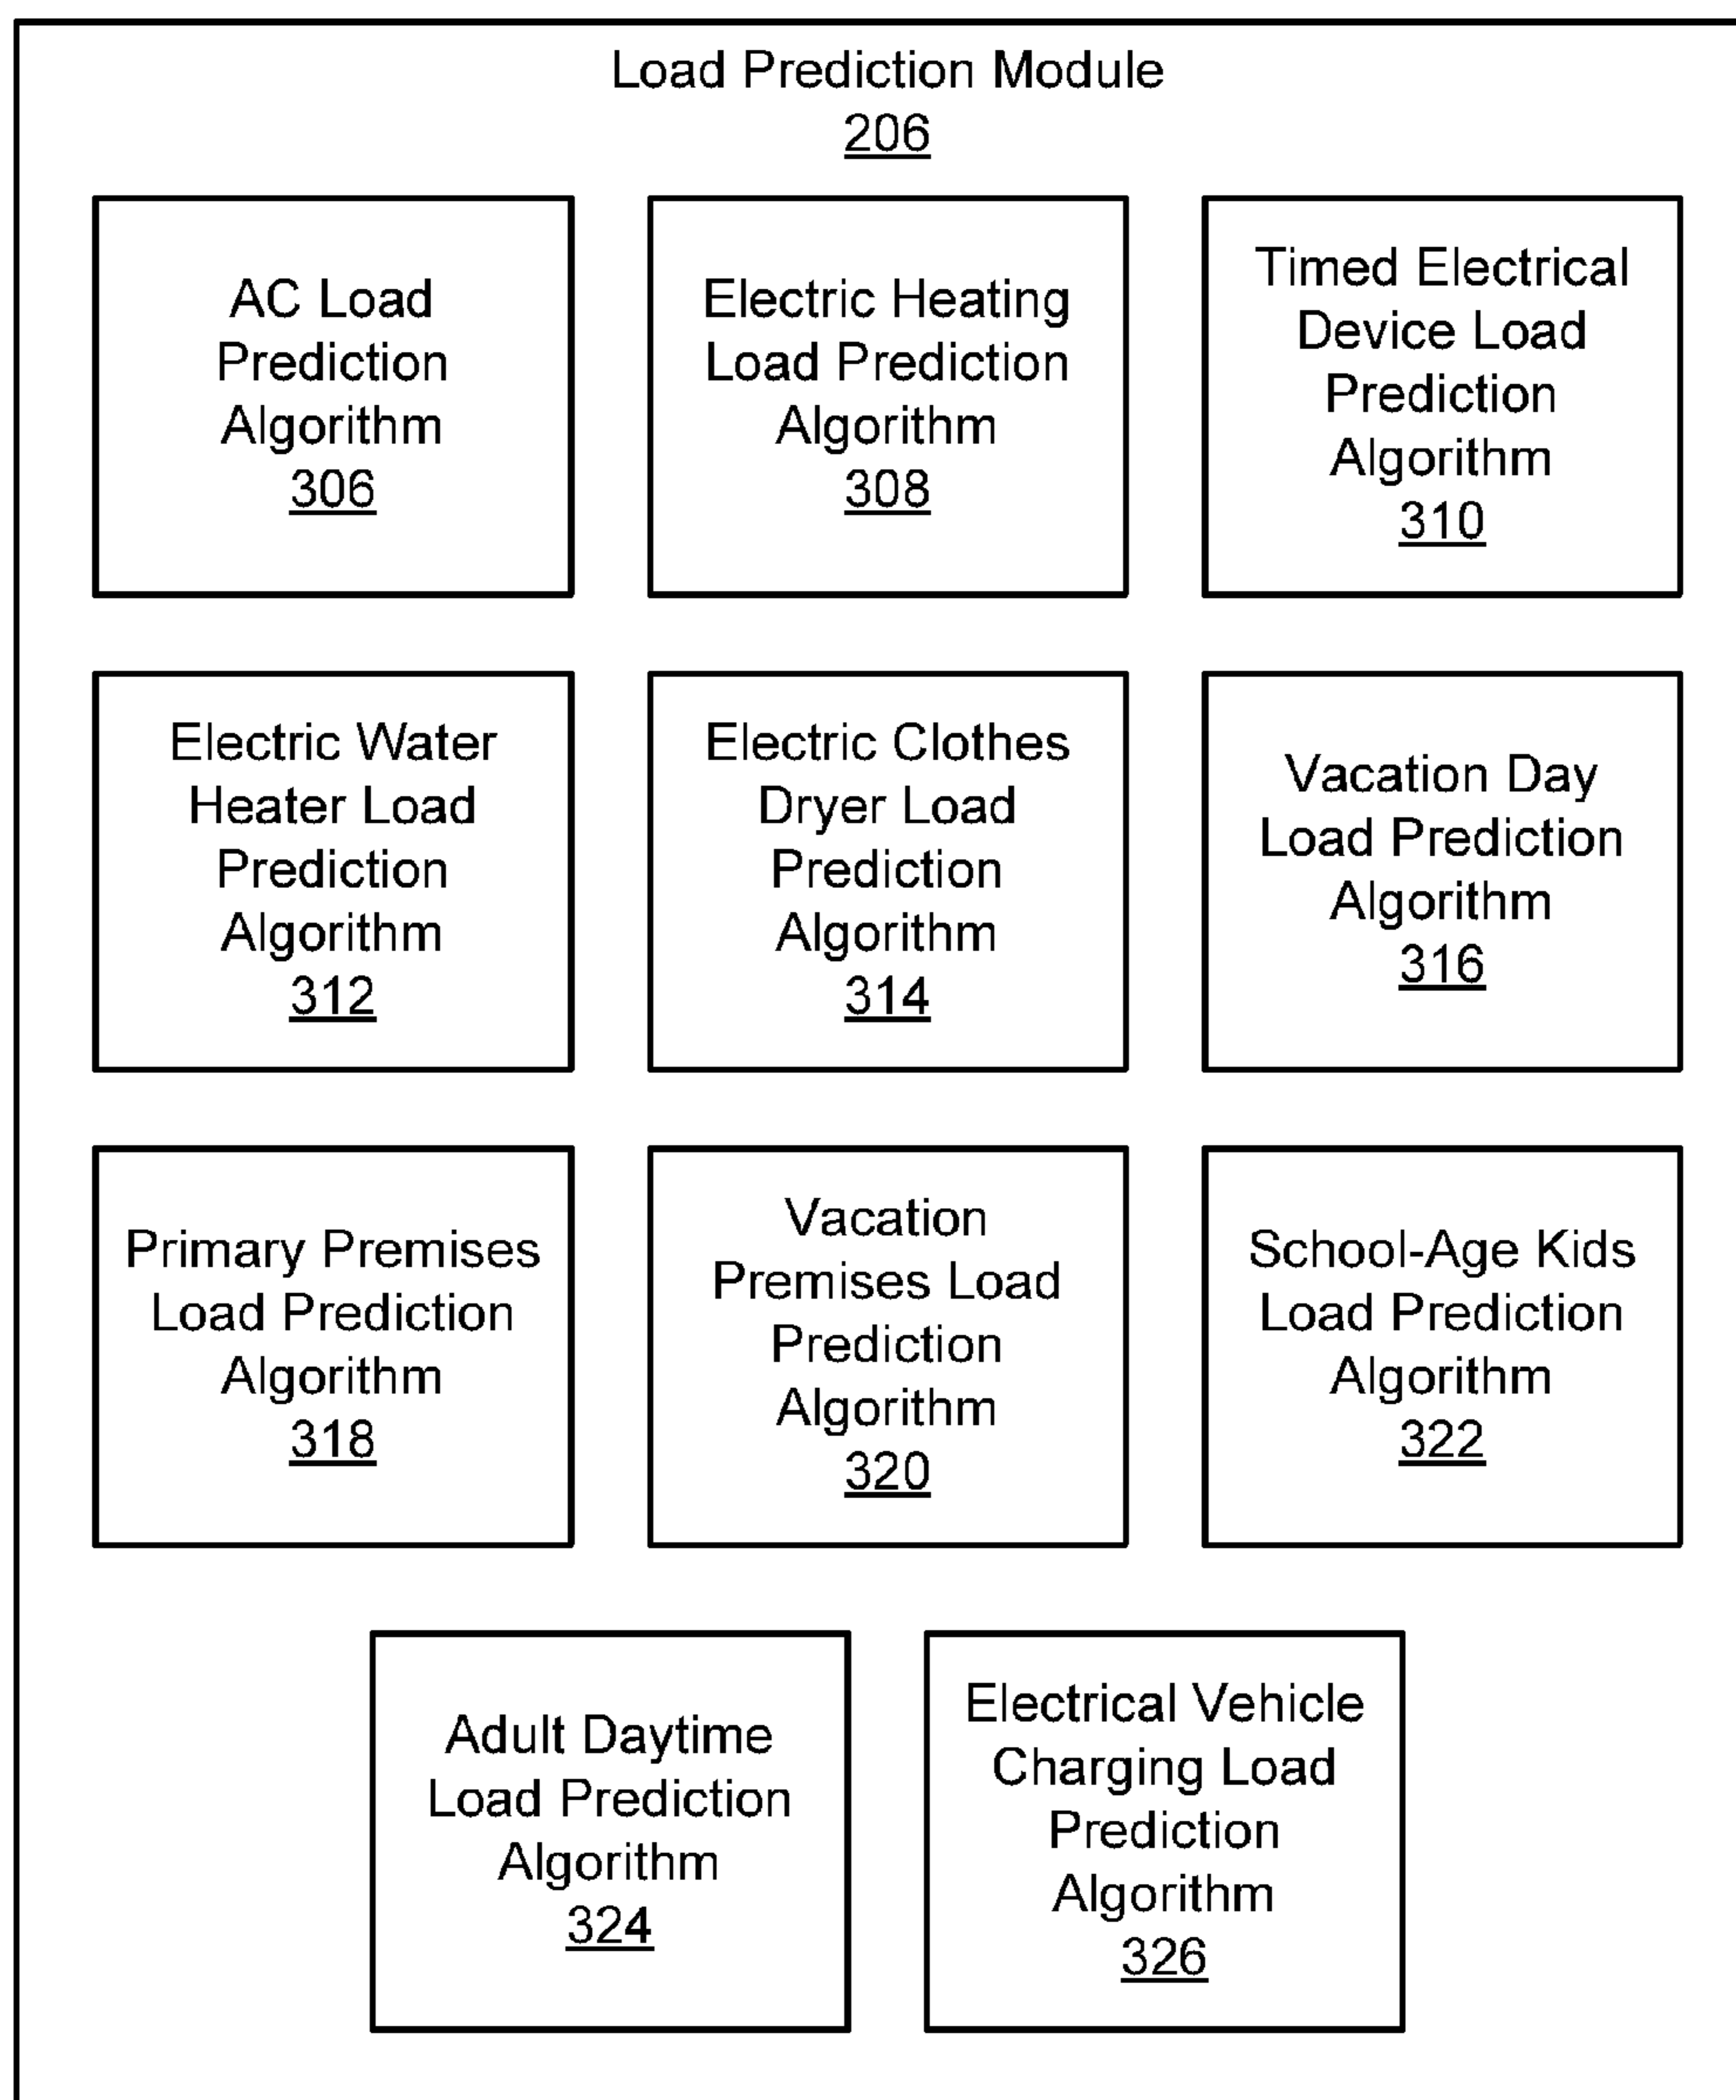 Load Prediction Module
206
AC Load
Prediction
Algorithm
306
Electric Heating
Load Prediction
Algorithm
308
Timed Electrical
Device Load
Prediction
Algorithm
310
Electric Water
Heater Load
Prediction
Algorithm
312
Electric Clothes
Dryer Load
Prediction
Algorithm
314
Vacation Day
Load Prediction
Algorithm
316
Primary Premises
Load Prediction
Algorithm
318
Vacation
Premises Load
Prediction
Algorithm
320
School-Age Kids
Load Prediction
Algorithm
322
Adult Daytime
Load Prediction
Algorithm
324
Electrical Vehicle
Charging Load
Prediction
Algorithm
326